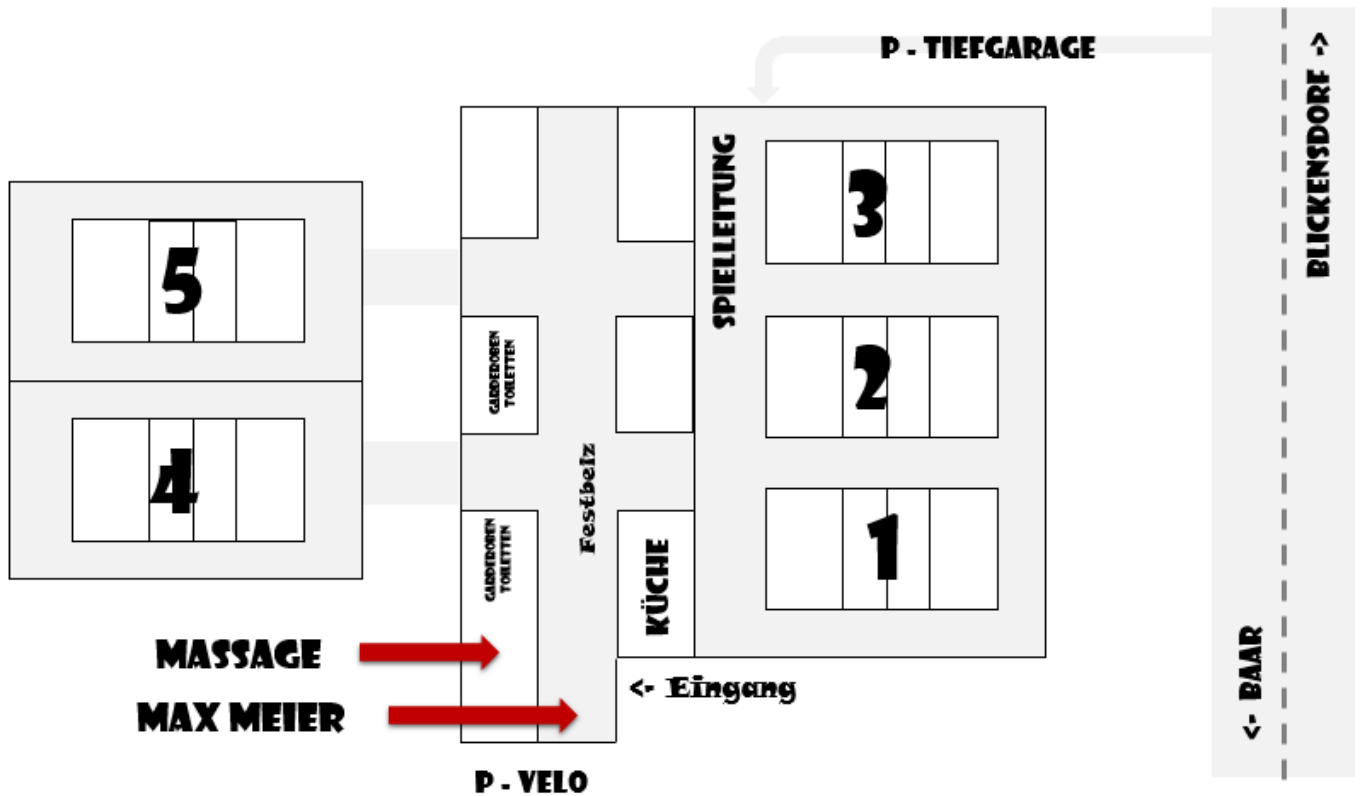 P - TIEFGARAGE
BLICKENSDORF ->
SPIELLEITUNG
3
5
2
GARDEROBEN
TOILETTEN
4
Festbeiz
1
GARDEROBEN
TOILETTEN
KÜCHE
MASSAGE
<- Eingang
<- BAAR
MAX MEIER
P - VELO